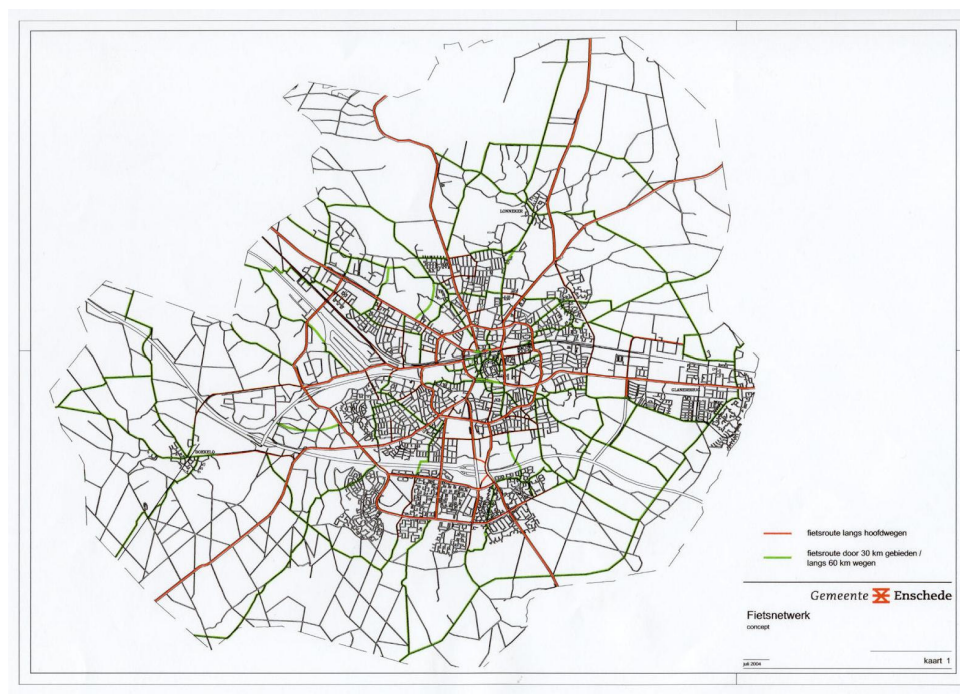 LONNEKER
GLANERBRUG
BOEKELO
fietsroute langs hoofdwegen
fietsroute door 30 km gebieden /
langs 60 km wegen
Gemeente Enschede
Fietsnetwerk
concept
juli 2004
kaart 1